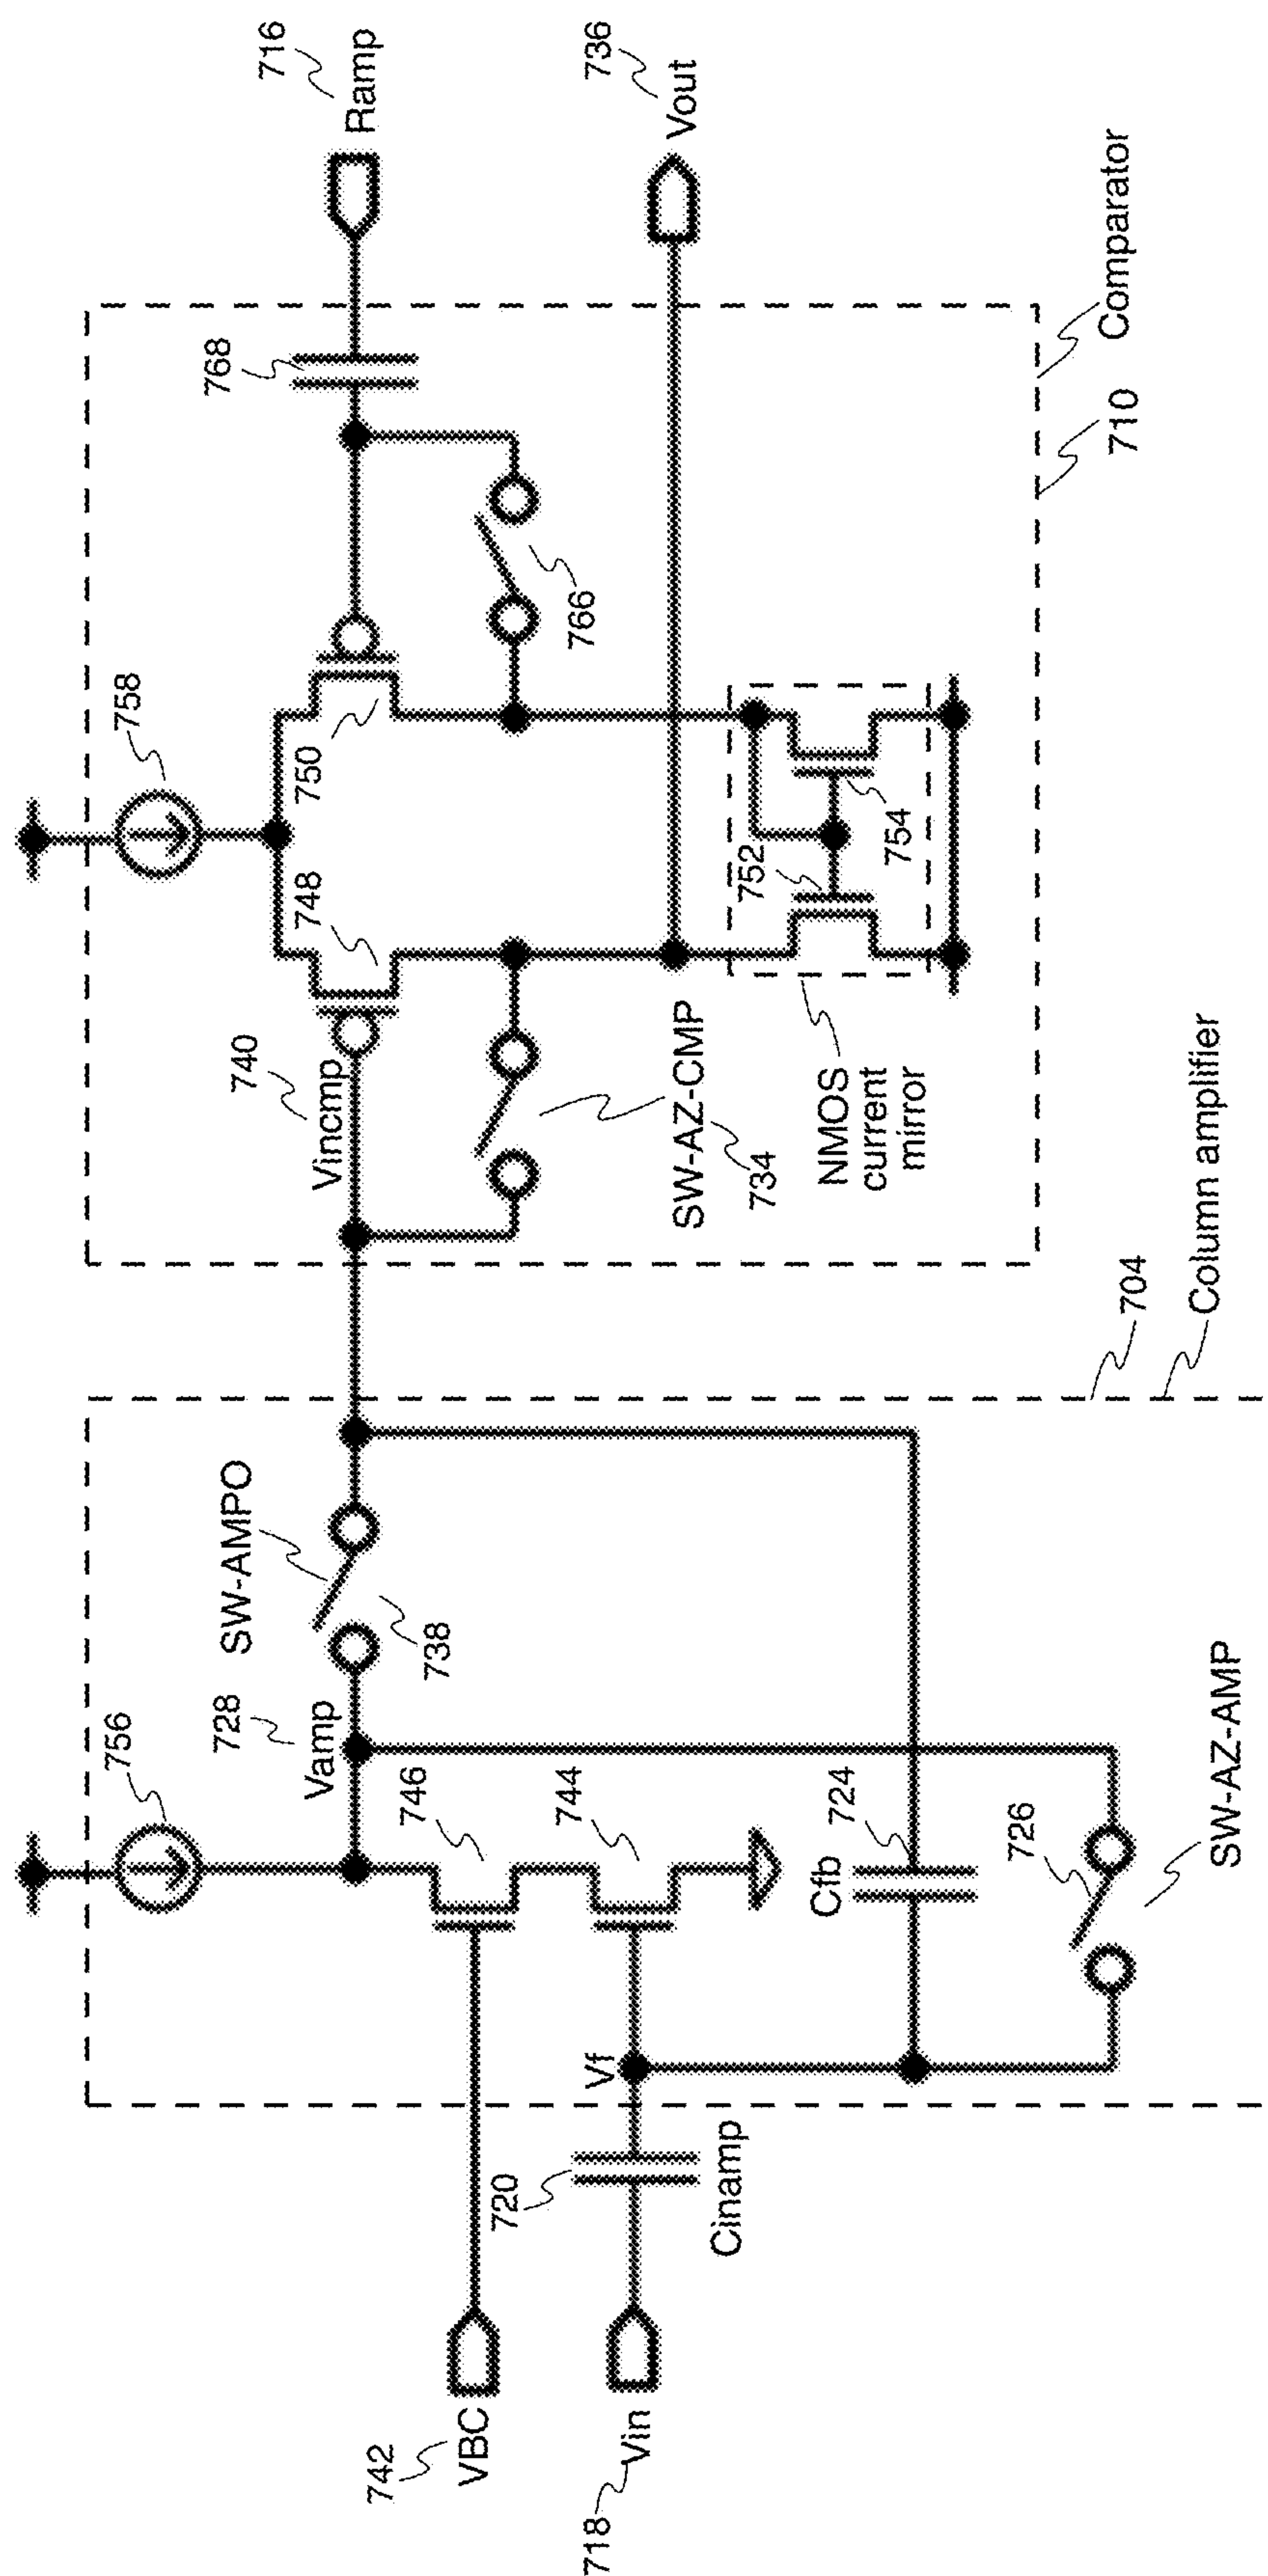 716
Ramp
736
Vout
Comparator
710
768
766
758
750
748
752
754
740
Vincmp
SW-AZ-CMP
734
NMOS
current
mirror
704
Column amplifier
SW-AMPO
738
728
Vamp
756
746
744
724
Cfb
726
SW-AZ-AMP
Vf
720
Cinamp
742
VBC
718
Vin